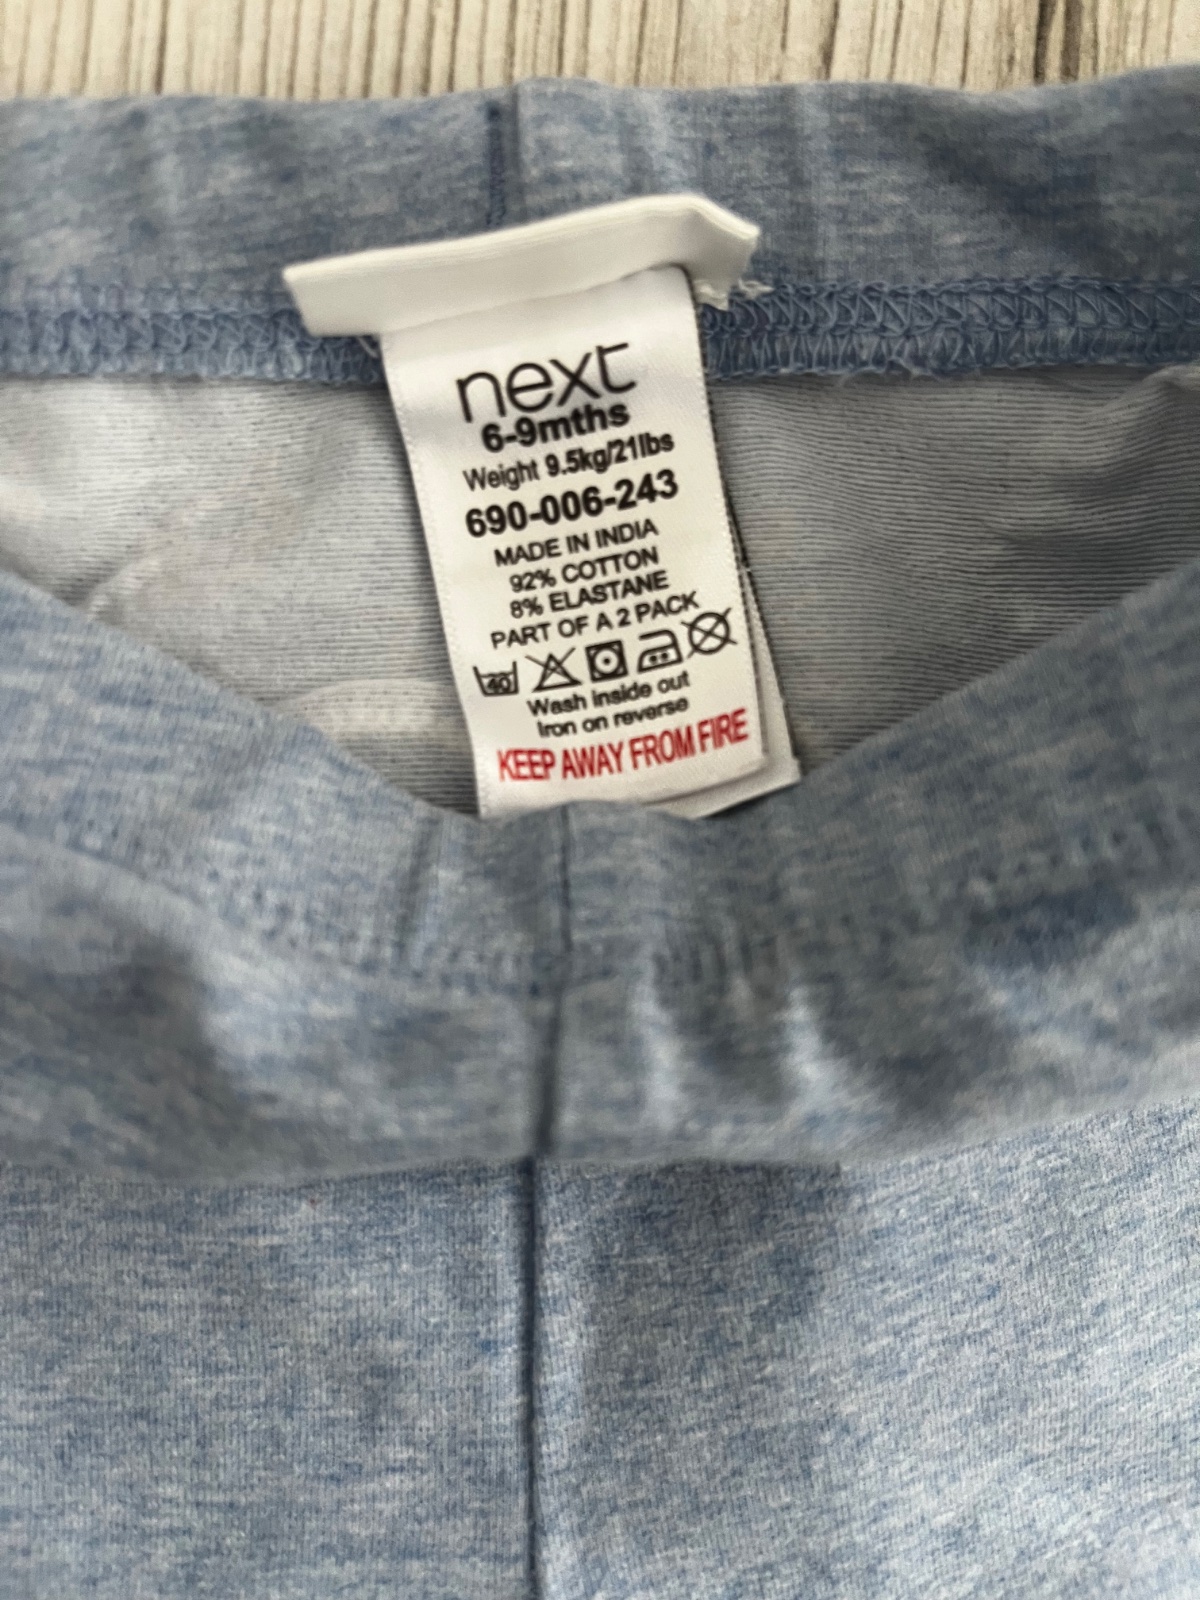 next
6-9mths
Weight 9.5kg/21lbs
690-006-243
MADE IN INDIA
92% COTTON
8% ELASTANE
PART OF A 2 PACK
40
Wash inside out
Iron on reverse
KEEP AWAY FROM FIRE